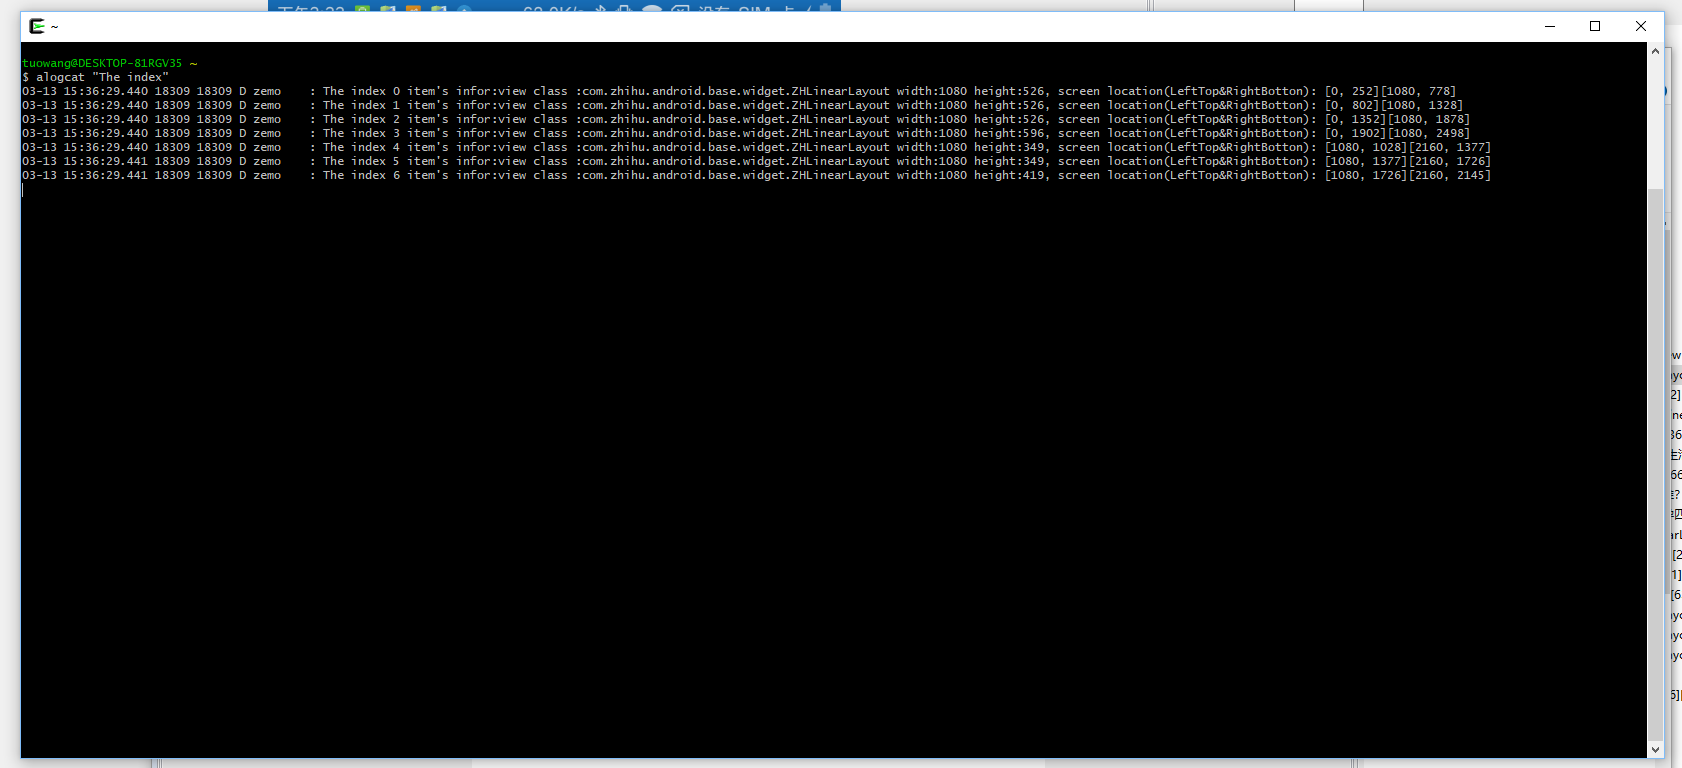 ~
tuowang@DESKTOP-81RGV35 ~
$ alogcat "The index"
03-13 15:36:29.440 18309 18309 D zemo    : The index 0 item's infor:view class :com.zhihu.android.base.widget.ZHLinearLayout width:1080 height:526, screen location(LeftTop&RightBotton): [0, 252][1080, 778]
03-13 15:36:29.440 18309 18309 D zemo    : The index 1 item's infor:view class :com.zhihu.android.base.widget.ZHLinearLayout width:1080 height:526, screen location(LeftTop&RightBotton): [0, 802][1080, 1328]
03-13 15:36:29.440 18309 18309 D zemo    : The index 2 item's infor:view class :com.zhihu.android.base.widget.ZHLinearLayout width:1080 height:526, screen location(LeftTop&RightBotton): [0, 1352][1080, 1878]
03-13 15:36:29.440 18309 18309 D zemo    : The index 3 item's infor:view class :com.zhihu.android.base.widget.ZHLinearLayout width:1080 height:596, screen location(LeftTop&RightBotton): [0, 1902][1080, 2498]
03-13 15:36:29.440 18309 18309 D zemo    : The index 4 item's infor:view class :com.zhihu.android.base.widget.ZHLinearLayout width:1080 height:349, screen location(LeftTop&RightBotton): [1080, 1028][2160, 1377]
03-13 15:36:29.441 18309 18309 D zemo    : The index 5 item's infor:view class :com.zhihu.android.base.widget.ZHLinearLayout width:1080 height:349, screen location(LeftTop&RightBotton): [1080, 1377][2160, 1726]
03-13 15:36:29.441 18309 18309 D zemo    : The index 6 item's infor:view class :com.zhihu.android.base.widget.ZHLinearLayout width:1080 height:419, screen location(LeftTop&RightBotton): [1080, 1726][2160, 2145]